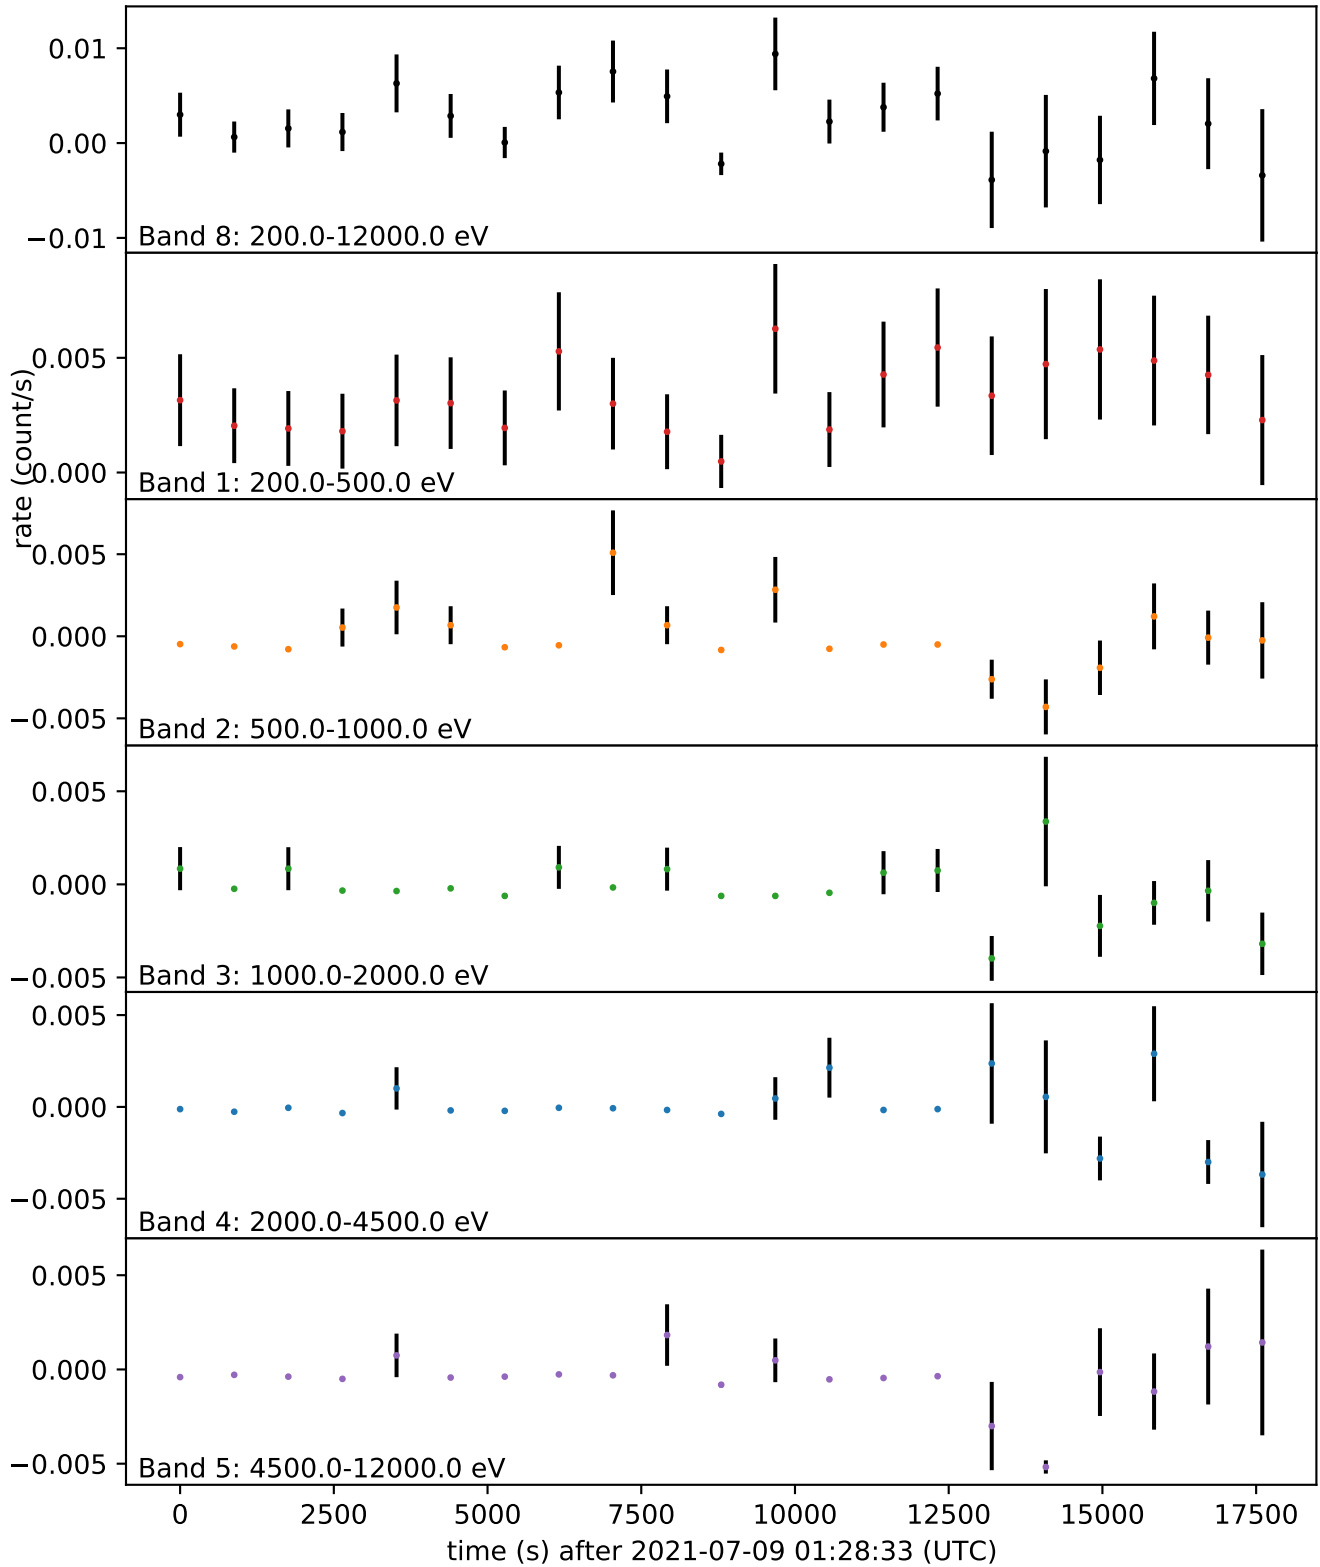 0.01
0.00
−0.01
Band 8: 200.0-12000.0 eV
rate (count/s)
0.005
0.000
Band 1: 200.0-500.0 eV
0.005
0.000
−0.005
Band 2: 500.0-1000.0 eV
0.005
0.000
−0.005
Band 3: 1000.0-2000.0 eV
0.005
0.000
−0.005
Band 4: 2000.0-4500.0 eV
0.005
0.000
−0.005
Band 5: 4500.0-12000.0 eV
0 2500 5000 7500 10000 12500 15000 17500
time (s) after 2021-07-09 01:28:33 (UTC)